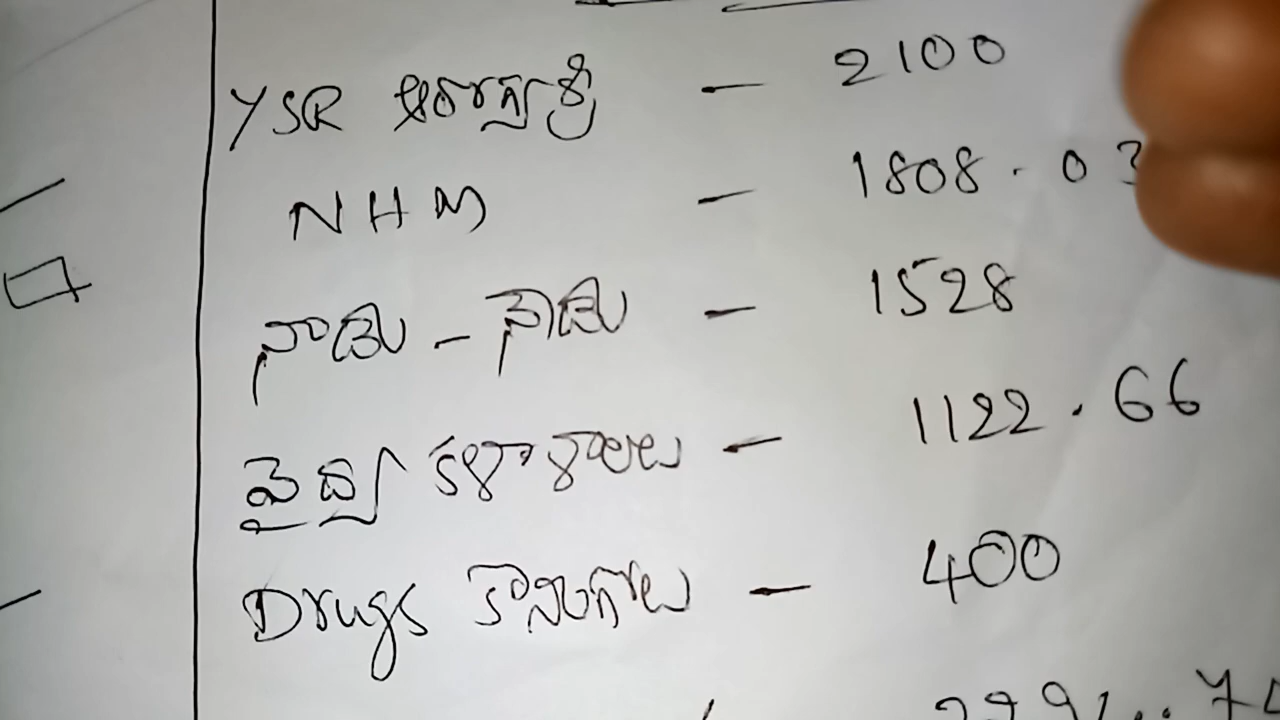 YSR ఆరోగ్యశ్రీ - 2100
NHM - 1808.03
నాడు - నేడు - 1528
వైద్య కళాశాలలు - 1122.66
Drugs కొనుగోలు - 400